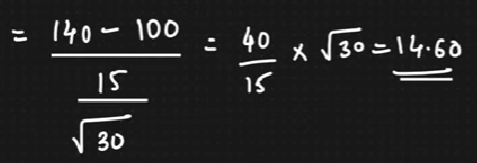 = (140 - 100) / (15 / √30) = 40/15 × √30 = 14.60